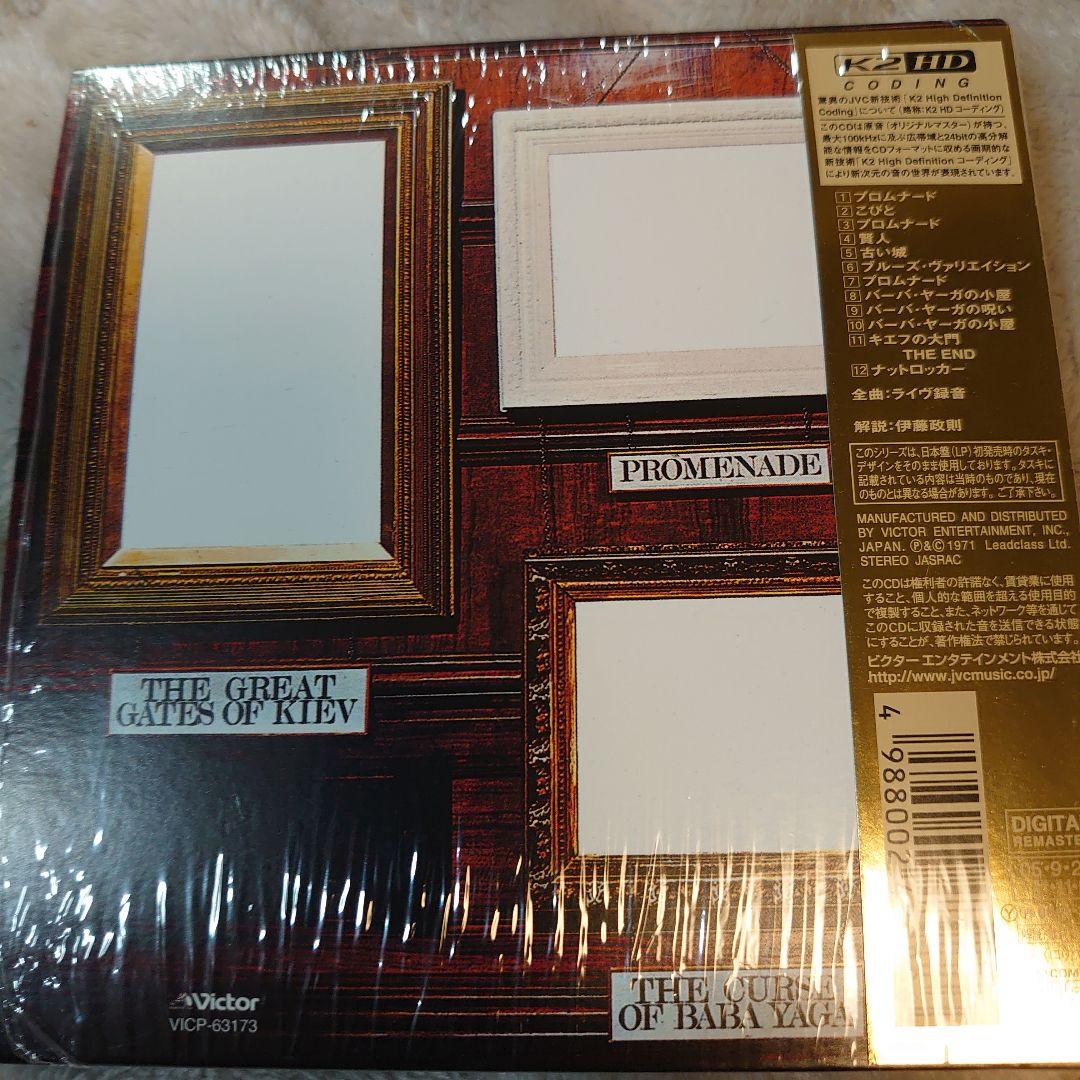 K2 HD
CODING
驚異のJVC新技術「K2 High Definition
Coding」について(略称:K2 HDコーディング)
このCDは原音(オリジナルマスター)が持つ、
最大100kHzに及ぶ広帯域と24bitの高分解
能な情報をCDフォーマットに収める画期的な
新技術「K2 High Definition コーディング」
により新次元の音の世界が表現されています。
1 プロムナード
2 こびと
3 プロムナード
4 賢人
5 古い城
6 ブルーズ・ヴァリエイション
7 プロムナード
8 バーバ・ヤーガの小屋
9 バーバ・ヤーガの呪い
10 バーバ・ヤーガの小屋
11 キエフの大門
THE END
12 ナットロッカー
全曲:ライヴ録音
解説:伊藤政則
このシリーズは、日本盤(LP)初発売時のタスキ・
デザインをそのまま使用しております。タスキに
記載されている内容は当時のものであり、現在
のものとは異なる場合があります。ご了承下さい。
MANUFACTURED AND DISTRIBUTED
BY VICTOR ENTERTAINMENT, INC.,
JAPAN. Ⓟ&Ⓒ1971 Leadclass Ltd.
STEREO JASRAC
このCDは権利者の許諾なく、賃貸業に使用
すること、個人的な範囲を超える使用目的
で複製すること、また、ネットワーク等を通じて
このCDに収録された音を送信できる状態
にすることが、著作権法で禁じられています。
ビクター エンタテインメント株式会社
http://www.jvcmusic.co.jp/
4 988002
DIGITA
REMASTE
PROMENADE
THE GREAT
GATES OF KIEV
THE CURSE
OF BABA YAGA
Victor
VICP-63173